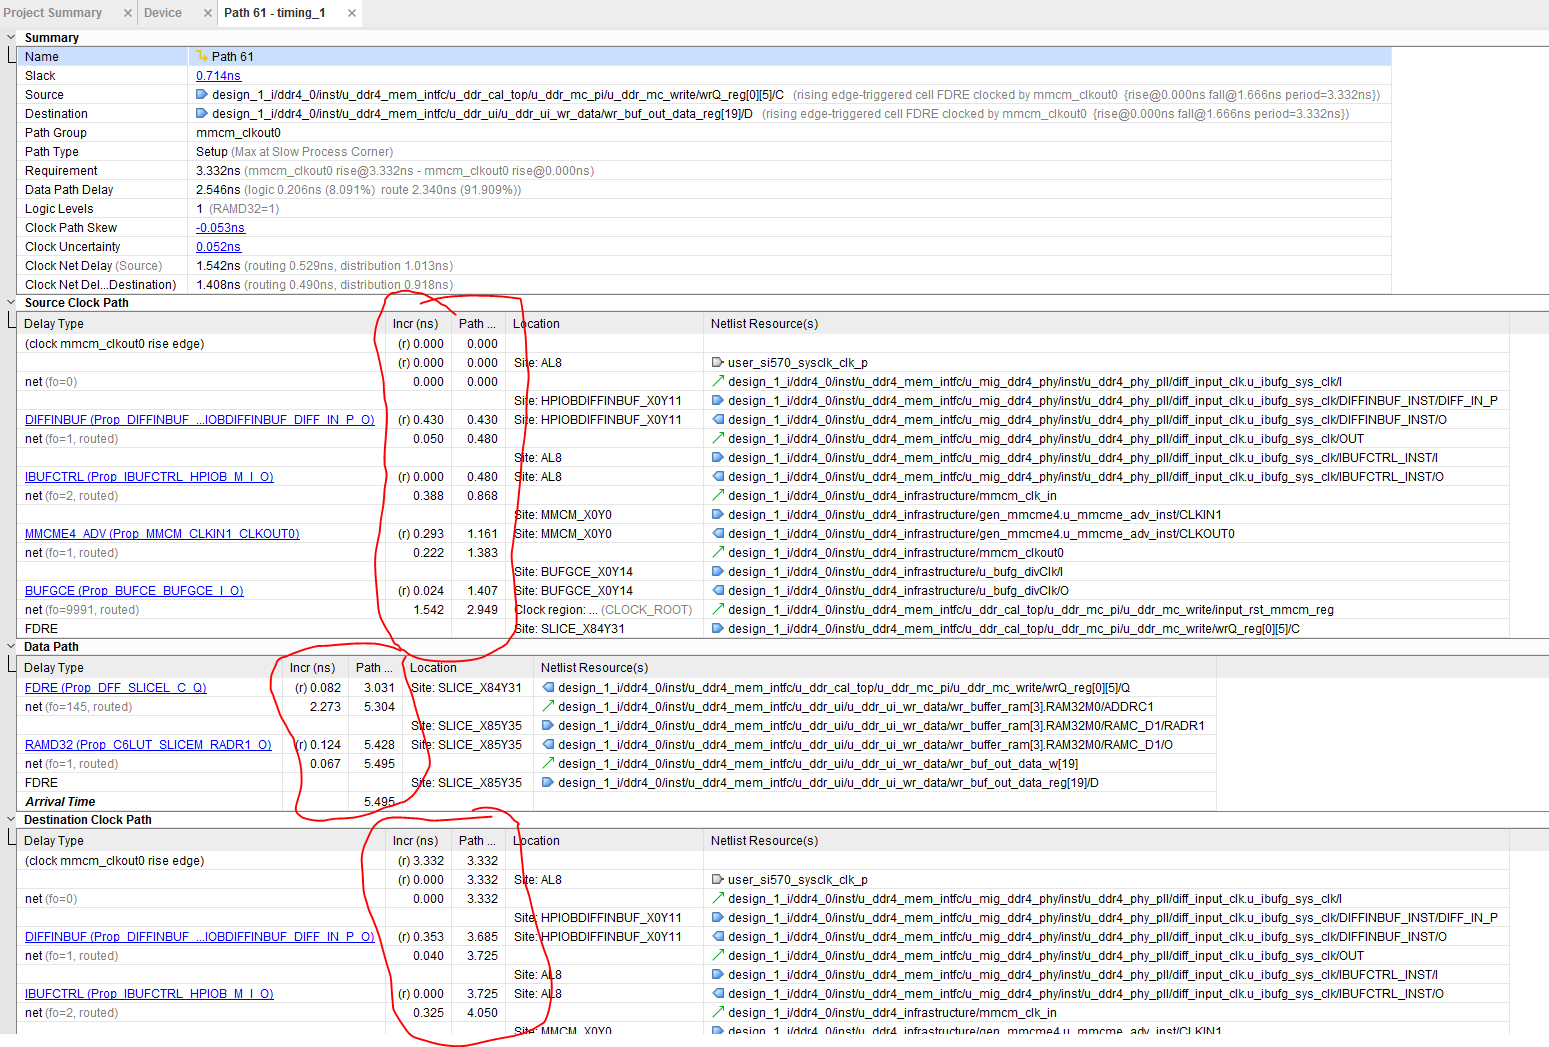 Project Summary × Device × Path 61 - timing_1 ×
Summary
Name Path 61
Slack 0.714ns
Source design_1_i/ddr4_0/inst/u_ddr4_mem_intfc/u_ddr_cal_top/u_ddr_mc_pi/u_ddr_mc_write/wrQ_reg[0][5]/C (rising edge-triggered cell FDRE clocked by mmcm_clkout0 {rise@0.000ns fall@1.666ns period=3.332ns})
Destination design_1_i/ddr4_0/inst/u_ddr4_mem_intfc/u_ddr_ui/u_ddr_ui_wr_data/wr_buf_out_data_reg[19]/D (rising edge-triggered cell FDRE clocked by mmcm_clkout0 {rise@0.000ns fall@1.666ns period=3.332ns})
Path Group mmcm_clkout0
Path Type Setup (Max at Slow Process Corner)
Requirement 3.332ns (mmcm_clkout0 rise@3.332ns - mmcm_clkout0 rise@0.000ns)
Data Path Delay 2.546ns (logic 0.206ns (8.091%) route 2.340ns (91.909%))
Logic Levels 1 (RAMD32=1)
Clock Path Skew -0.053ns
Clock Uncertainty 0.052ns
Clock Net Delay (Source) 1.542ns (routing 0.529ns, distribution 1.013ns)
Clock Net Del...Destination) 1.408ns (routing 0.490ns, distribution 0.918ns)
Source Clock Path
Delay Type Incr (ns) Path ... Location Netlist Resource(s)
(clock mmcm_clkout0 rise edge) (r) 0.000 0.000
(r) 0.000 0.000 Site: AL8 user_si570_sysclk_clk_p
net (fo=0) 0.000 0.000 design_1_i/ddr4_0/inst/u_ddr4_mem_intfc/u_mig_ddr4_phy/inst/u_ddr4_phy_pll/diff_input_clk.u_ibufg_sys_clk/I
Site: HPIOBDIFFINBUF_X0Y11 design_1_i/ddr4_0/inst/u_ddr4_mem_intfc/u_mig_ddr4_phy/inst/u_ddr4_phy_pll/diff_input_clk.u_ibufg_sys_clk/DIFFINBUF_INST/DIFF_IN_P
DIFFINBUF (Prop_DIFFINBUF_...IOBDIFFINBUF_DIFF_IN_P_O) (r) 0.430 0.430 Site: HPIOBDIFFINBUF_X0Y11 design_1_i/ddr4_0/inst/u_ddr4_mem_intfc/u_mig_ddr4_phy/inst/u_ddr4_phy_pll/diff_input_clk.u_ibufg_sys_clk/DIFFINBUF_INST/O
net (fo=1, routed) 0.050 0.480 design_1_i/ddr4_0/inst/u_ddr4_mem_intfc/u_mig_ddr4_phy/inst/u_ddr4_phy_pll/diff_input_clk.u_ibufg_sys_clk/OUT
Site: AL8 design_1_i/ddr4_0/inst/u_ddr4_mem_intfc/u_mig_ddr4_phy/inst/u_ddr4_phy_pll/diff_input_clk.u_ibufg_sys_clk/IBUFCTRL_INST/I
IBUFCTRL (Prop_IBUFCTRL_HPIOB_M_I_O) (r) 0.000 0.480 Site: AL8 design_1_i/ddr4_0/inst/u_ddr4_mem_intfc/u_mig_ddr4_phy/inst/u_ddr4_phy_pll/diff_input_clk.u_ibufg_sys_clk/IBUFCTRL_INST/O
net (fo=2, routed) 0.388 0.868 design_1_i/ddr4_0/inst/u_ddr4_infrastructure/mmcm_clk_in
Site: MMCM_X0Y0 design_1_i/ddr4_0/inst/u_ddr4_infrastructure/gen_mmcme4.u_mmcme_adv_inst/CLKIN1
MMCME4_ADV (Prop_MMCM_CLKIN1_CLKOUT0) (r) 0.293 1.161 Site: MMCM_X0Y0 design_1_i/ddr4_0/inst/u_ddr4_infrastructure/gen_mmcme4.u_mmcme_adv_inst/CLKOUT0
net (fo=1, routed) 0.222 1.383 design_1_i/ddr4_0/inst/u_ddr4_infrastructure/mmcm_clkout0
Site: BUFGCE_X0Y14 design_1_i/ddr4_0/inst/u_ddr4_infrastructure/u_bufg_divClk/I
BUFGCE (Prop_BUFCE_BUFGCE_I_O) (r) 0.024 1.407 Site: BUFGCE_X0Y14 design_1_i/ddr4_0/inst/u_ddr4_infrastructure/u_bufg_divClk/O
net (fo=9991, routed) 1.542 2.949 Clock region: ... (CLOCK_ROOT) design_1_i/ddr4_0/inst/u_ddr4_mem_intfc/u_ddr_cal_top/u_ddr_mc_pi/u_ddr_mc_write/input_rst_mmcm_reg
FDRE Site: SLICE_X84Y31 design_1_i/ddr4_0/inst/u_ddr4_mem_intfc/u_ddr_cal_top/u_ddr_mc_pi/u_ddr_mc_write/wrQ_reg[0][5]/C
Data Path
Delay Type Incr (ns) Path ... Location Netlist Resource(s)
FDRE (Prop_DFF_SLICEL_C_Q) (r) 0.082 3.031 Site: SLICE_X84Y31 design_1_i/ddr4_0/inst/u_ddr4_mem_intfc/u_ddr_cal_top/u_ddr_mc_pi/u_ddr_mc_write/wrQ_reg[0][5]/Q
net (fo=145, routed) 2.273 5.304 design_1_i/ddr4_0/inst/u_ddr4_mem_intfc/u_ddr_ui/u_ddr_ui_wr_data/wr_buffer_ram[3].RAM32M0/ADDRC1
Site: SLICE_X85Y35 design_1_i/ddr4_0/inst/u_ddr4_mem_intfc/u_ddr_ui/u_ddr_ui_wr_data/wr_buffer_ram[3].RAM32M0/RAMC_D1/RADR1
RAMD32 (Prop_C6LUT_SLICEM_RADR1_O) (r) 0.124 5.428 Site: SLICE_X85Y35 design_1_i/ddr4_0/inst/u_ddr4_mem_intfc/u_ddr_ui/u_ddr_ui_wr_data/wr_buffer_ram[3].RAM32M0/RAMC_D1/O
net (fo=1, routed) 0.067 5.495 design_1_i/ddr4_0/inst/u_ddr4_mem_intfc/u_ddr_ui/u_ddr_ui_wr_data/wr_buf_out_data_w[19]
FDRE Site: SLICE_X85Y35 design_1_i/ddr4_0/inst/u_ddr4_mem_intfc/u_ddr_ui/u_ddr_ui_wr_data/wr_buf_out_data_reg[19]/D
Arrival Time 5.495
Destination Clock Path
Delay Type Incr (ns) Path ... Location Netlist Resource(s)
(clock mmcm_clkout0 rise edge) (r) 3.332 3.332
(r) 0.000 3.332 Site: AL8 user_si570_sysclk_clk_p
net (fo=0) 0.000 3.332 design_1_i/ddr4_0/inst/u_ddr4_mem_intfc/u_mig_ddr4_phy/inst/u_ddr4_phy_pll/diff_input_clk.u_ibufg_sys_clk/I
Site: HPIOBDIFFINBUF_X0Y11 design_1_i/ddr4_0/inst/u_ddr4_mem_intfc/u_mig_ddr4_phy/inst/u_ddr4_phy_pll/diff_input_clk.u_ibufg_sys_clk/DIFFINBUF_INST/DIFF_IN_P
DIFFINBUF (Prop_DIFFINBUF_...IOBDIFFINBUF_DIFF_IN_P_O) (r) 0.353 3.685 Site: HPIOBDIFFINBUF_X0Y11 design_1_i/ddr4_0/inst/u_ddr4_mem_intfc/u_mig_ddr4_phy/inst/u_ddr4_phy_pll/diff_input_clk.u_ibufg_sys_clk/DIFFINBUF_INST/O
net (fo=1, routed) 0.040 3.725 design_1_i/ddr4_0/inst/u_ddr4_mem_intfc/u_mig_ddr4_phy/inst/u_ddr4_phy_pll/diff_input_clk.u_ibufg_sys_clk/OUT
Site: AL8 design_1_i/ddr4_0/inst/u_ddr4_mem_intfc/u_mig_ddr4_phy/inst/u_ddr4_phy_pll/diff_input_clk.u_ibufg_sys_clk/IBUFCTRL_INST/I
IBUFCTRL (Prop_IBUFCTRL_HPIOB_M_I_O) (r) 0.000 3.725 Site: AL8 design_1_i/ddr4_0/inst/u_ddr4_mem_intfc/u_mig_ddr4_phy/inst/u_ddr4_phy_pll/diff_input_clk.u_ibufg_sys_clk/IBUFCTRL_INST/O
net (fo=2, routed) 0.325 4.050 design_1_i/ddr4_0/inst/u_ddr4_infrastructure/mmcm_clk_in
Site: MMCM_X0Y0 design_1_i/ddr4_0/inst/u_ddr4_infrastructure/gen_mmcme4.u_mmcme_adv_inst/CLKIN1